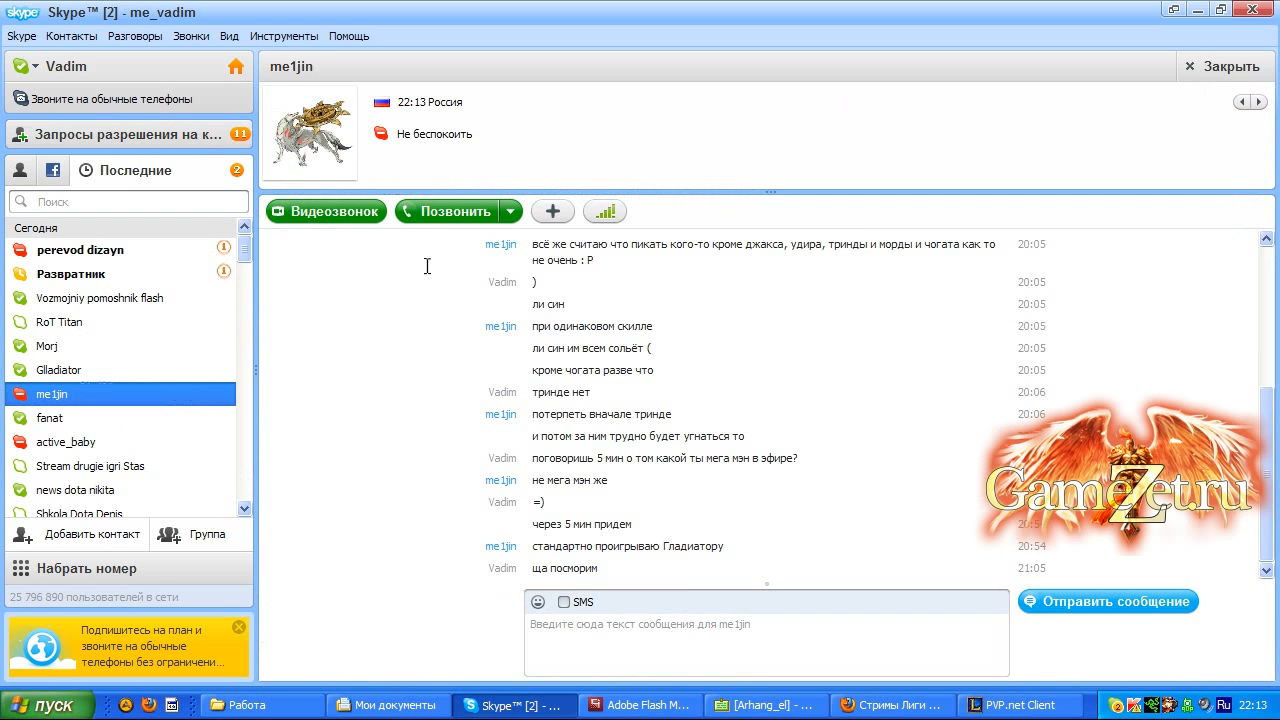 Skype™ [2] - me_vadim
Skype Контакты Разговоры Звонки Вид Инструменты Помощь
Vadim
Звоните на обычные телефоны
Запросы разрешения на к... 11
Последние 2
Поиск
Сегодня
perevod dizayn
Развратник
Vozmojniy pomoshnik flash
RoT Titan
Morj
Glladiator
me1jin
fanat
active_baby
Stream drugie igri Stas
news dota nikita
Shkola Dota Denis
Добавить контакт Группа
Набрать номер
25 796 890 пользователей в сети
Подпишитесь на план и
звоните на обычные
телефоны без ограничени...
me1jin
Закрыть
22:13 Россия
Не беспокоить
Видеозвонок Позвонить
me1jin всё же считаю что пикать кого-то кроме джакса, удира, тринды и морды и чогата как то 20:05
не очень : P
Vadim ) 20:05
ли син 20:05
me1jin при одинаковом скилле 20:05
ли син им всем сольёт ( 20:05
кроме чогата разве что 20:05
Vadim тринде нет 20:06
me1jin потерпеть вначале тринде 20:06
и потом за ним трудно будет угнаться то
Vadim поговоришь 5 мин о том какой ты мега мэн в эфире?
me1jin не мега мэн же
Vadim =)
через 5 мин придем
me1jin стандартно проигрываю Гладиатору 20:54
Vadim ща посморим 21:05
GameZet.ru
SMS
Введите сюда текст сообщения для me1jin
Отправить сообщение
пуск
Работа
Мои документы
Skype™ [2] - ...
Adobe Flash M...
[Arhang_el] - ...
Стримы Лиги ...
PVP.net Client
2
Ru
22:13